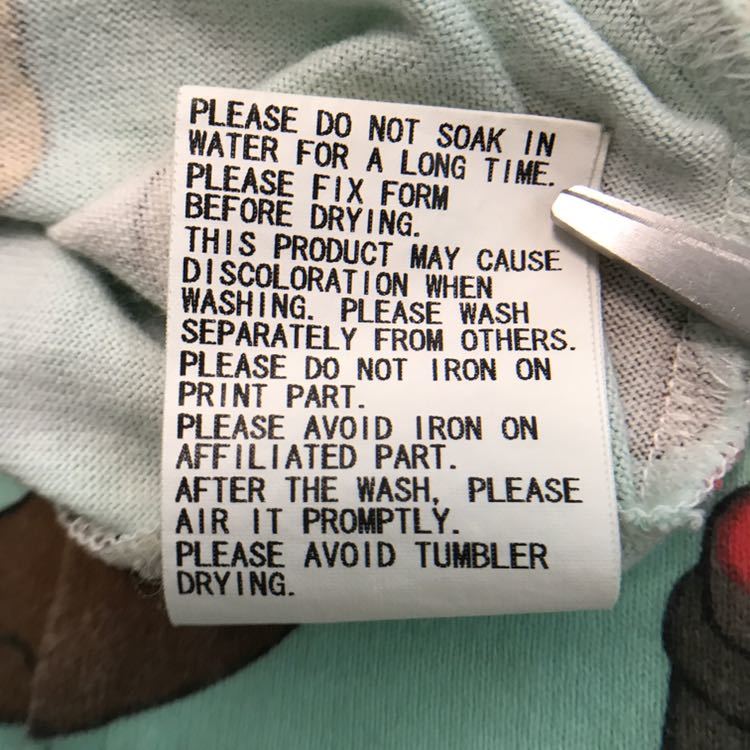 PLEASE DO NOT SOAK IN
WATER FOR A LONG TIME.
PLEASE FIX FORM
BEFORE DRYING.
THIS PRODUCT MAY CAUSE
DISCOLORATION WHEN
WASHING. PLEASE WASH
SEPARATELY FROM OTHERS.
PLEASE DO NOT IRON ON
PRINT PART.
PLEASE AVOID IRON ON
AFFILIATED PART.
AFTER THE WASH, PLEASE
AIR IT PROMPTLY.
PLEASE AVOID TUMBLER
DRYING.